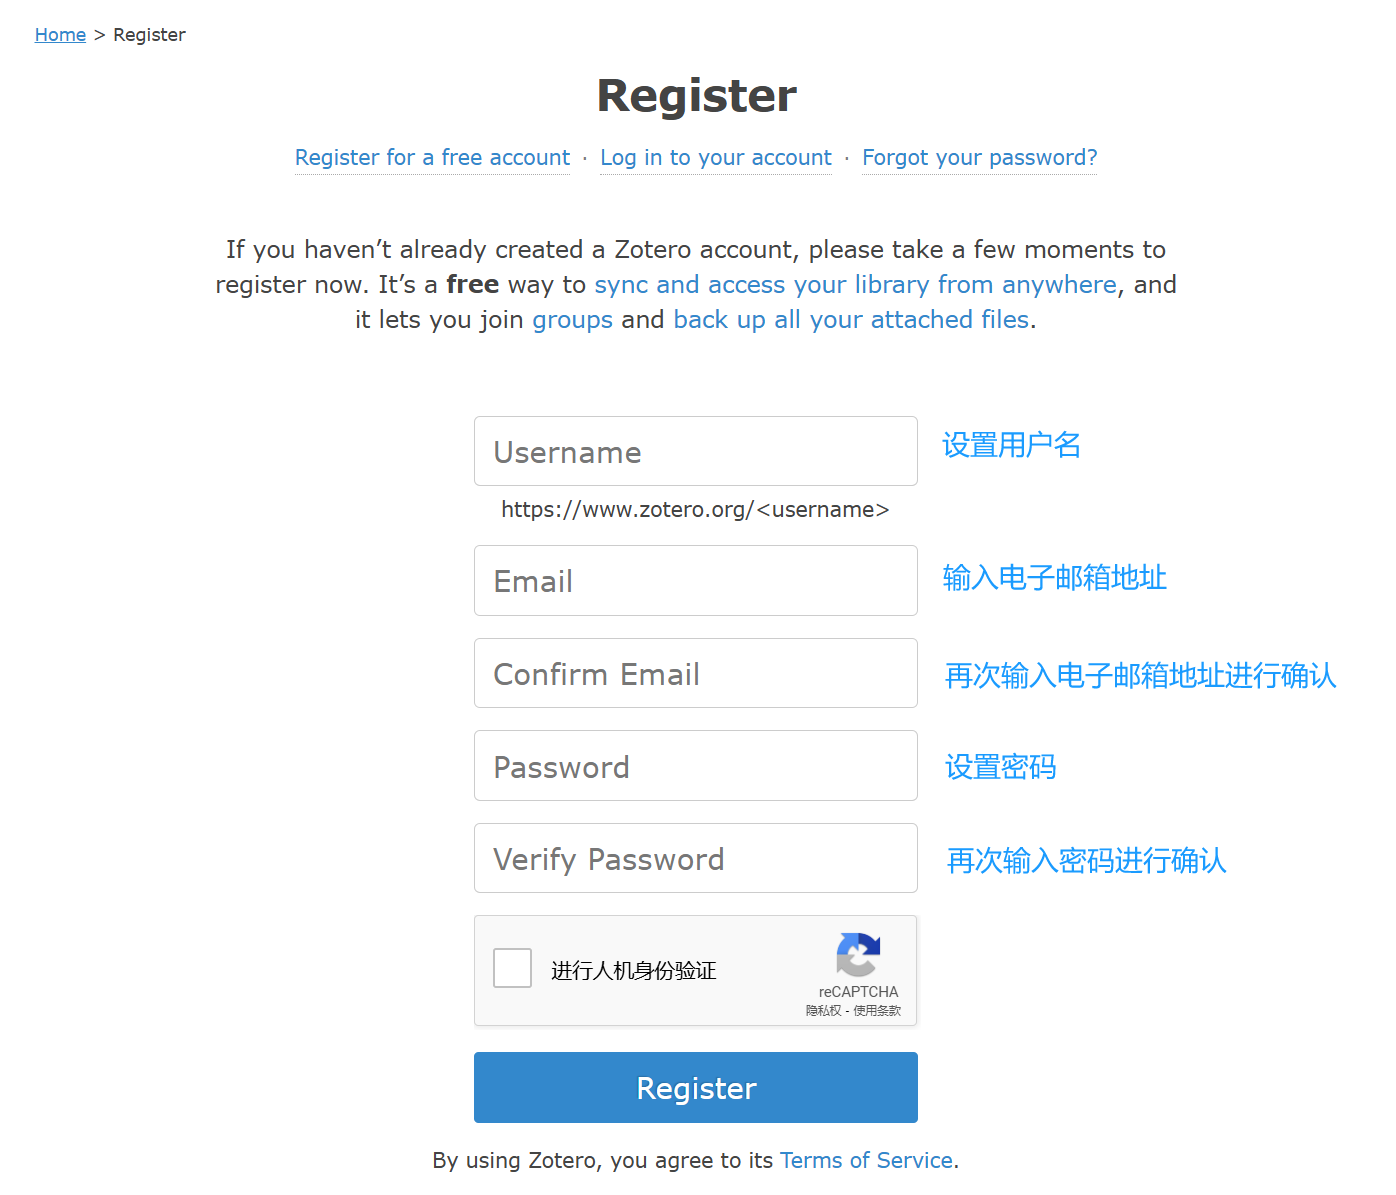 Home > Register
Register
Register for a free account · Log in to your account · Forgot your password?
If you haven’t already created a Zotero account, please take a few moments to
register now. It’s a free way to sync and access your library from anywhere, and
it lets you join groups and back up all your attached files.
Username 设置用户名
https://www.zotero.org/<username>
Email 输入电子邮箱地址
Confirm Email 再次输入电子邮箱地址进行确认
Password 设置密码
Verify Password 再次输入密码进行确认
进行人机身份验证
reCAPTCHA
隐私权 - 使用条款
Register
By using Zotero, you agree to its Terms of Service.